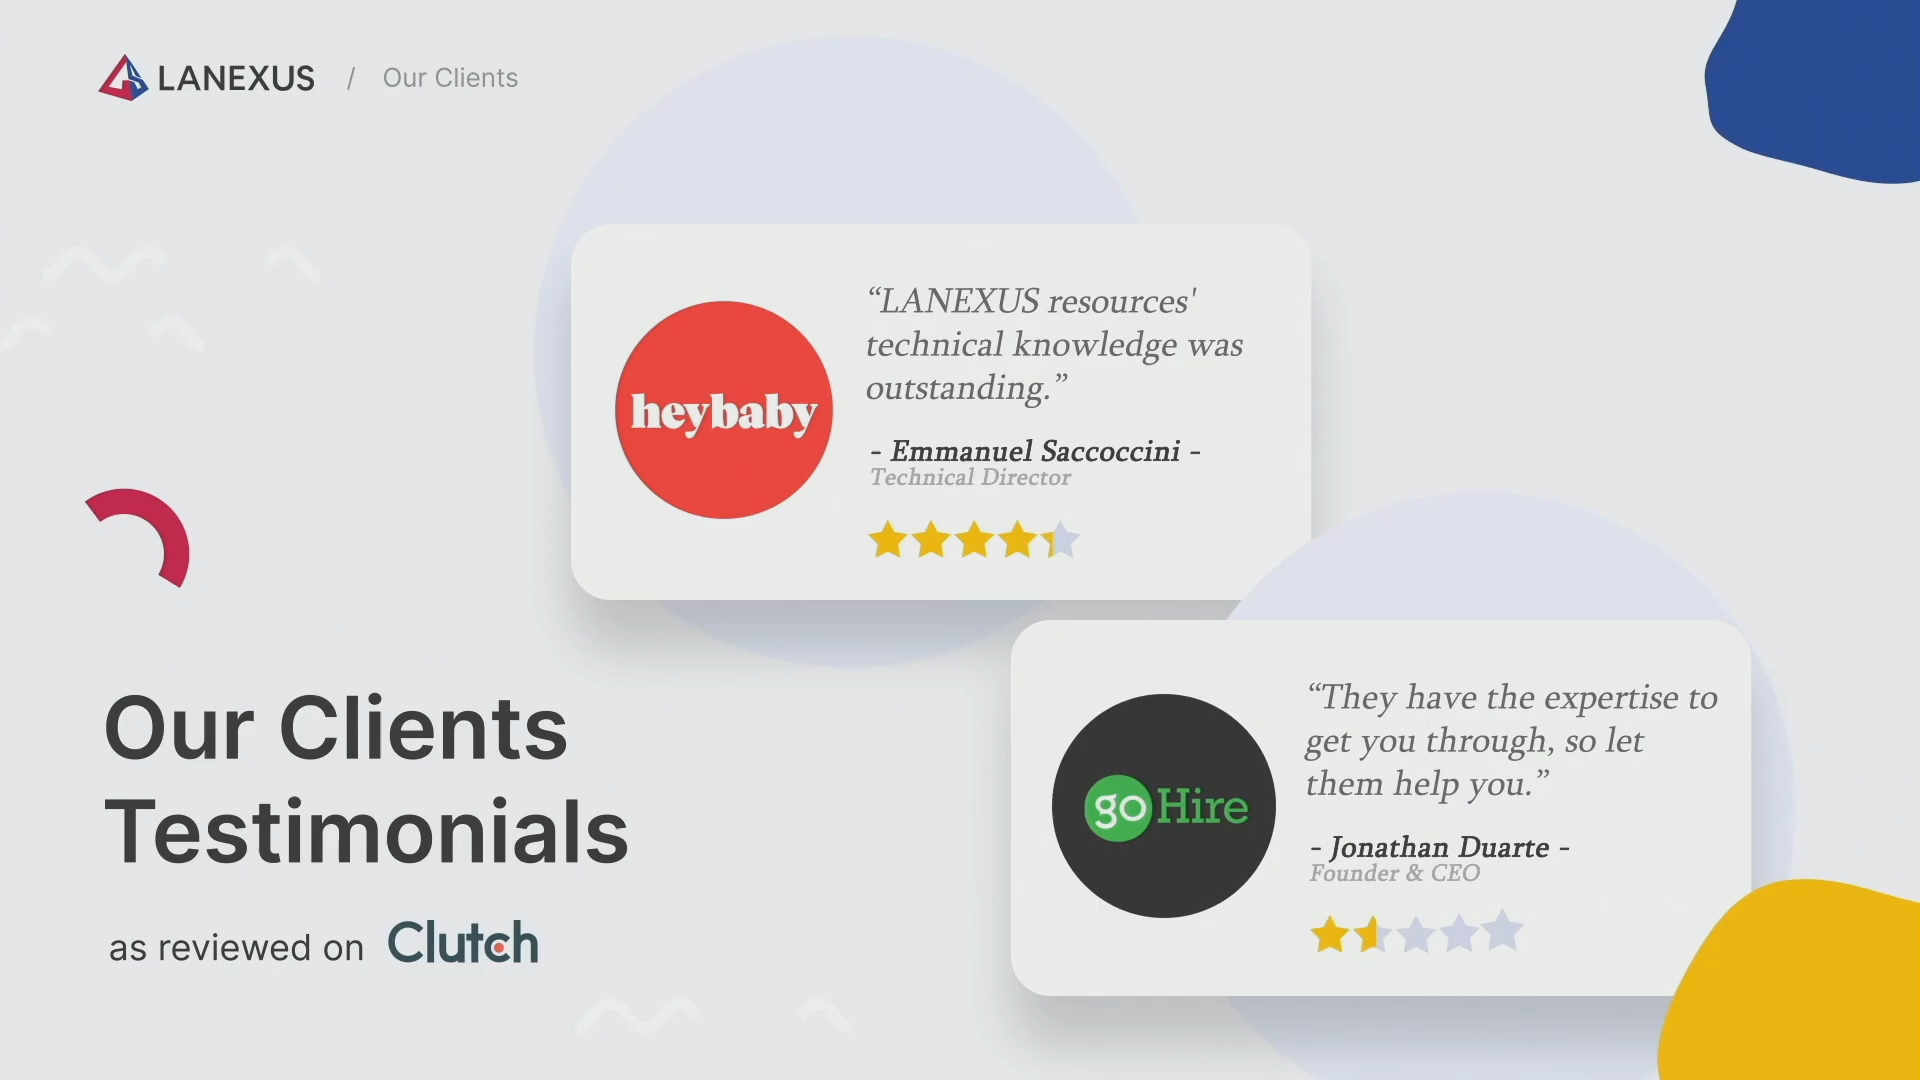 LANEXUS / Our Clients
“LANEXUS resources'
technical knowledge was
outstanding.”
heybaby
- Emmanuel Saccoccini -
Technical Director
“They have the expertise to
get you through, so let
them help you.”
goHire
- Jonathan Duarte -
Founder & CEO
Our Clients
Testimonials
as reviewed on Clutch